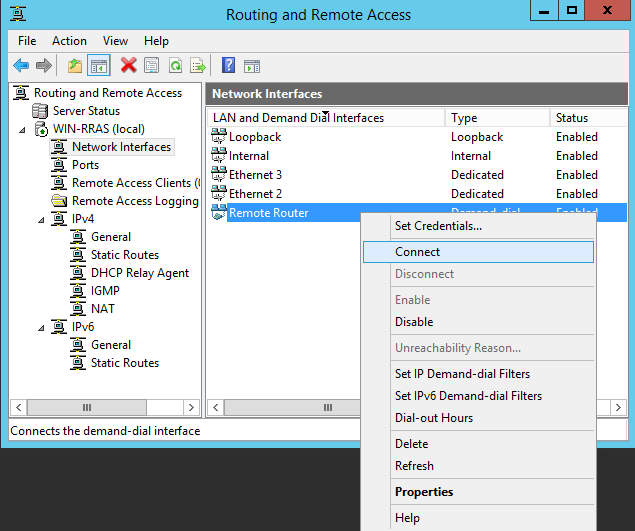 Routing and Remote Access
File Action View Help
Routing and Remote Access
Server Status
WIN-RRAS (local)
Network Interfaces
Ports
Remote Access Clients (
Remote Access Logging
IPv4
General
Static Routes
DHCP Relay Agent
IGMP
NAT
IPv6
General
Static Routes
Network Interfaces
LAN and Demand Dial Interfaces Type Status
Loopback Loopback Enabled
Internal Internal Enabled
Ethernet 3 Dedicated Enabled
Ethernet 2 Dedicated Enabled
Remote Router Demand-dial Enabled
Set Credentials...
Connect
Disconnect
Enable
Disable
Unreachability Reason...
Set IP Demand-dial Filters
Set IPv6 Demand-dial Filters
Dial-out Hours
Delete
Refresh
Properties
Help
Connects the demand-dial interface